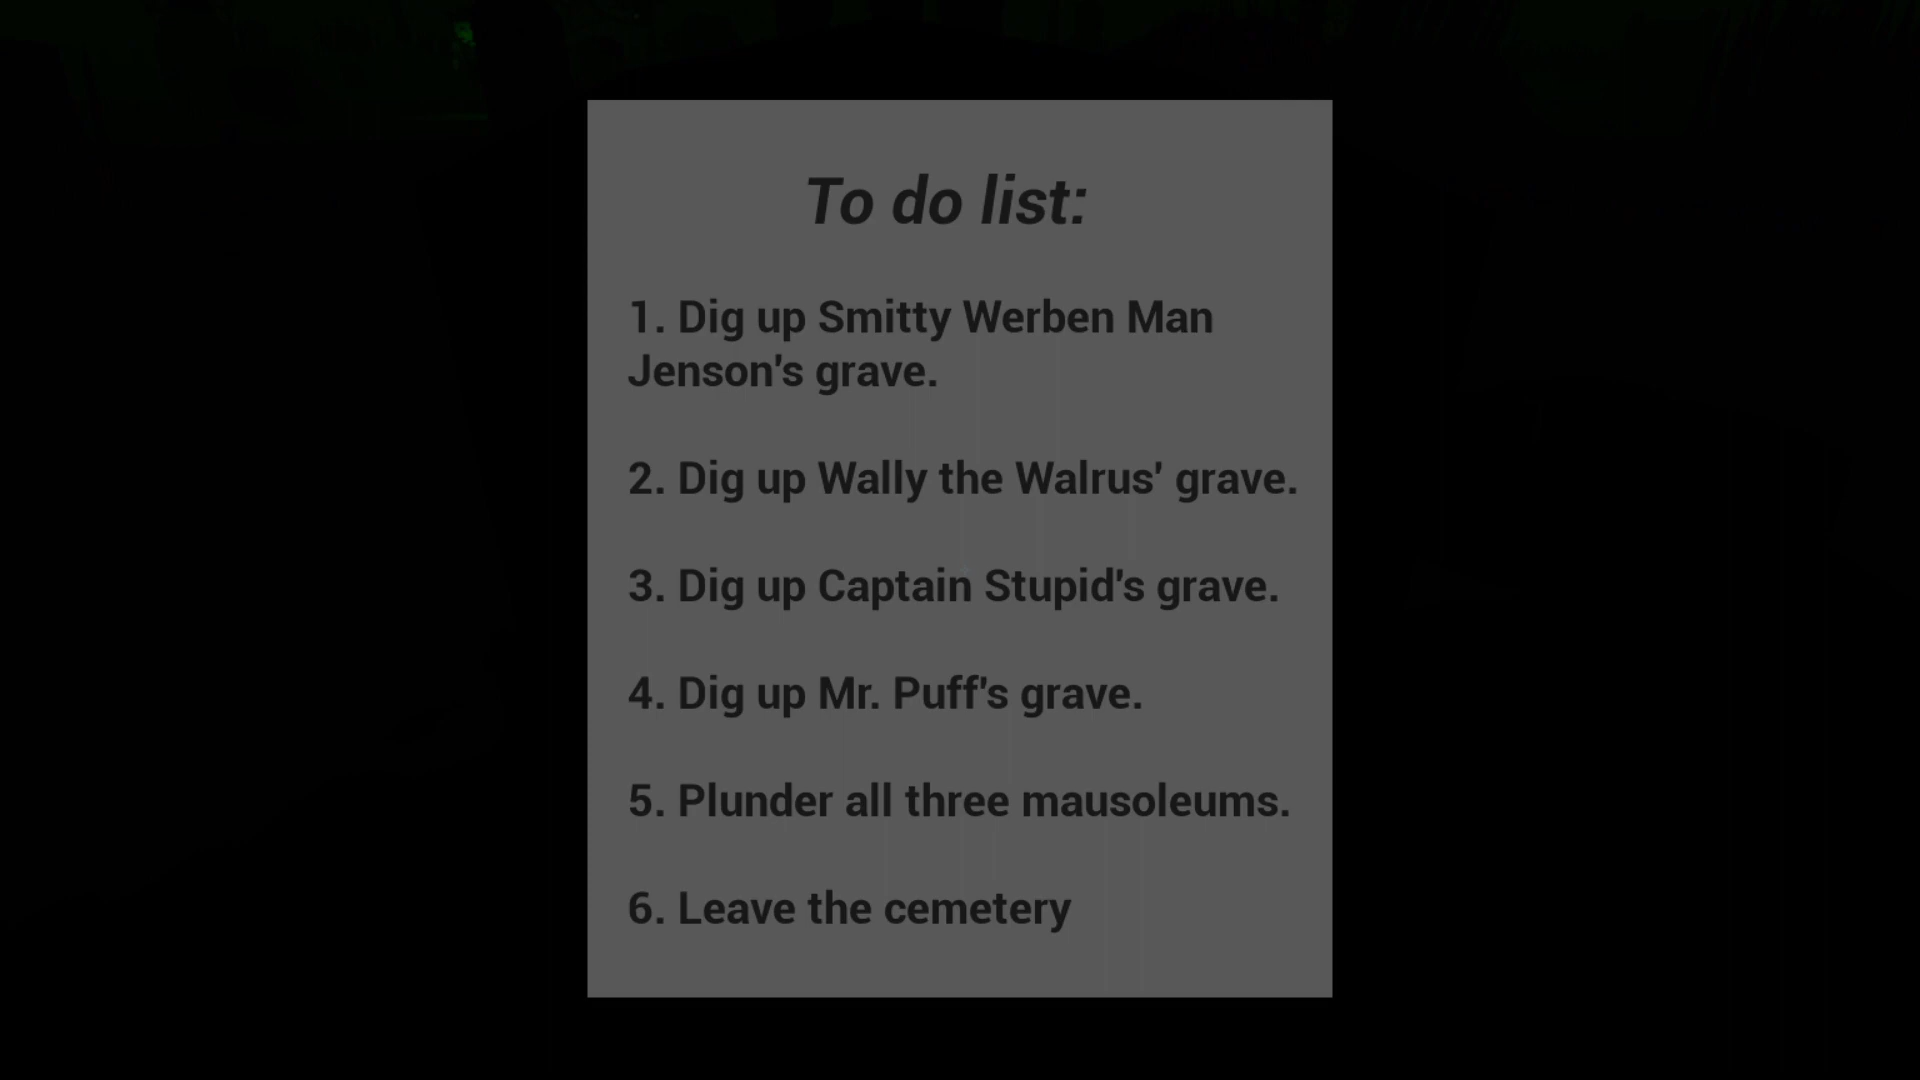 To do list:
1. Dig up Smitty Werben Man
Jenson's grave.
2. Dig up Wally the Walrus' grave.
3. Dig up Captain Stupid's grave.
4. Dig up Mr. Puff's grave.
5. Plunder all three mausoleums.
6. Leave the cemetery